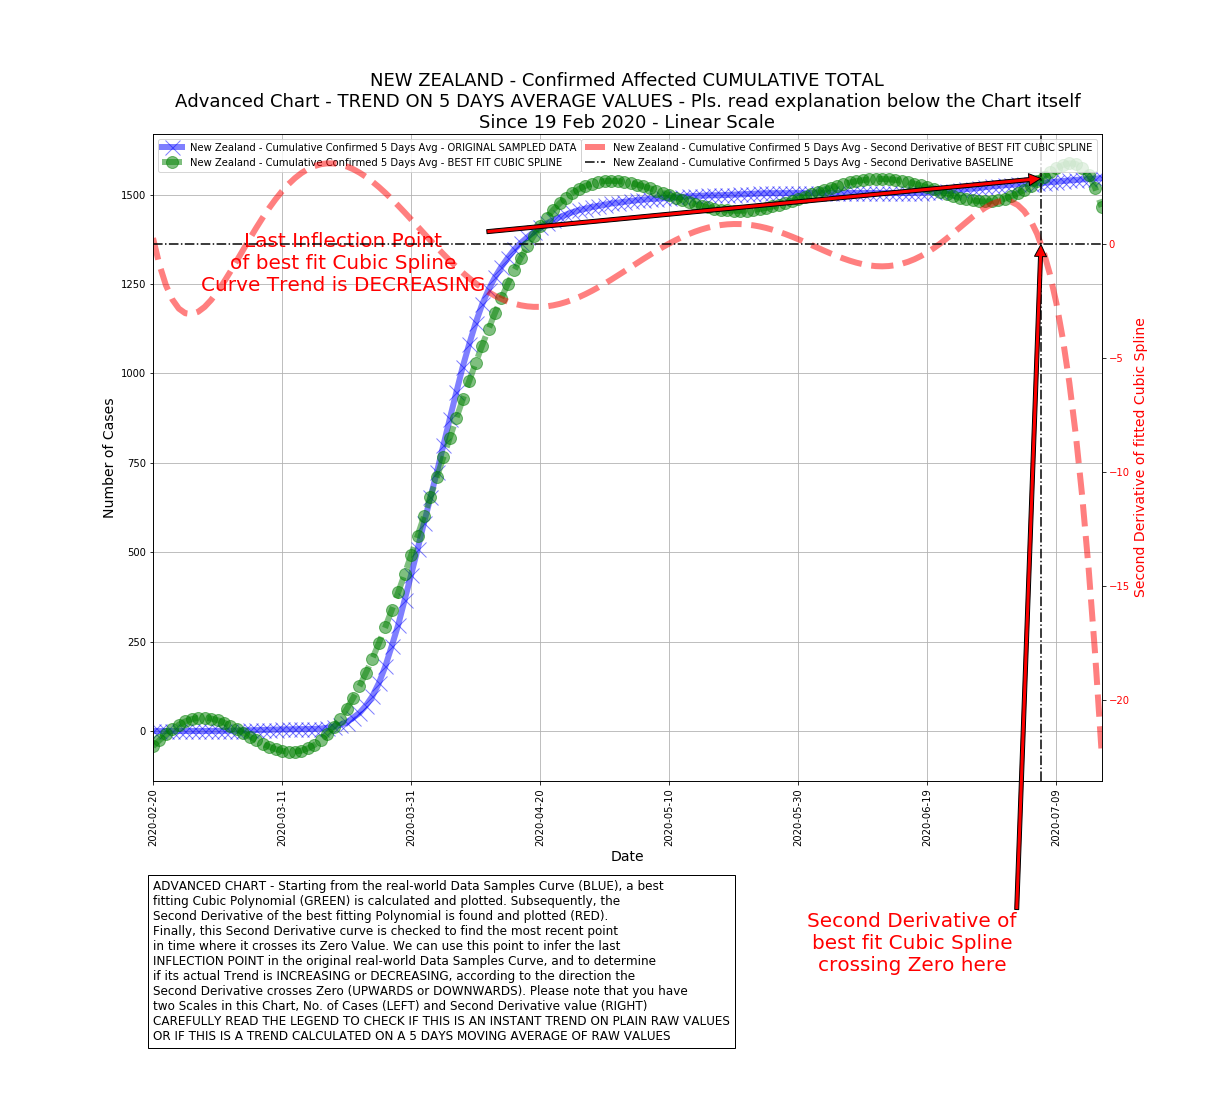 NEW ZEALAND - Confirmed Affected CUMULATIVE TOTAL
Advanced Chart - TREND ON 5 DAYS AVERAGE VALUES - Pls. read explanation below the Chart itself
Since 19 Feb 2020 - Linear Scale
New Zealand - Cumulative Confirmed 5 Days Avg - ORIGINAL SAMPLED DATA
New Zealand - Cumulative Confirmed 5 Days Avg - BEST FIT CUBIC SPLINE
New Zealand - Cumulative Confirmed 5 Days Avg - Second Derivative of BEST FIT CUBIC SPLINE
New Zealand - Cumulative Confirmed 5 Days Avg - Second Derivative BASELINE
Last Inflection Point
of best fit Cubic Spline
Curve Trend is DECREASING
Number of Cases
1500
1250
1000
750
500
250
0
0
−5
−10
−15
−20
Second Derivative of fitted Cubic Spline
2020-02-20
2020-03-11
2020-03-31
2020-04-20
2020-05-10
2020-05-30
2020-06-19
2020-07-09
Date
ADVANCED CHART - Starting from the real-world Data Samples Curve (BLUE), a best
fitting Cubic Polynomial (GREEN) is calculated and plotted. Subsequently, the
Second Derivative of the best fitting Polynomial is found and plotted (RED).
Finally, this Second Derivative curve is checked to find the most recent point
in time where it crosses its Zero Value. We can use this point to infer the last
INFLECTION POINT in the original real-world Data Samples Curve, and to determine
if its actual Trend is INCREASING or DECREASING, according to the direction the
Second Derivative crosses Zero (UPWARDS or DOWNWARDS). Please note that you have
two Scales in this Chart, No. of Cases (LEFT) and Second Derivative value (RIGHT)
CAREFULLY READ THE LEGEND TO CHECK IF THIS IS AN INSTANT TREND ON PLAIN RAW VALUES
OR IF THIS IS A TREND CALCULATED ON A 5 DAYS MOVING AVERAGE OF RAW VALUES
Second Derivative of
best fit Cubic Spline
crossing Zero here